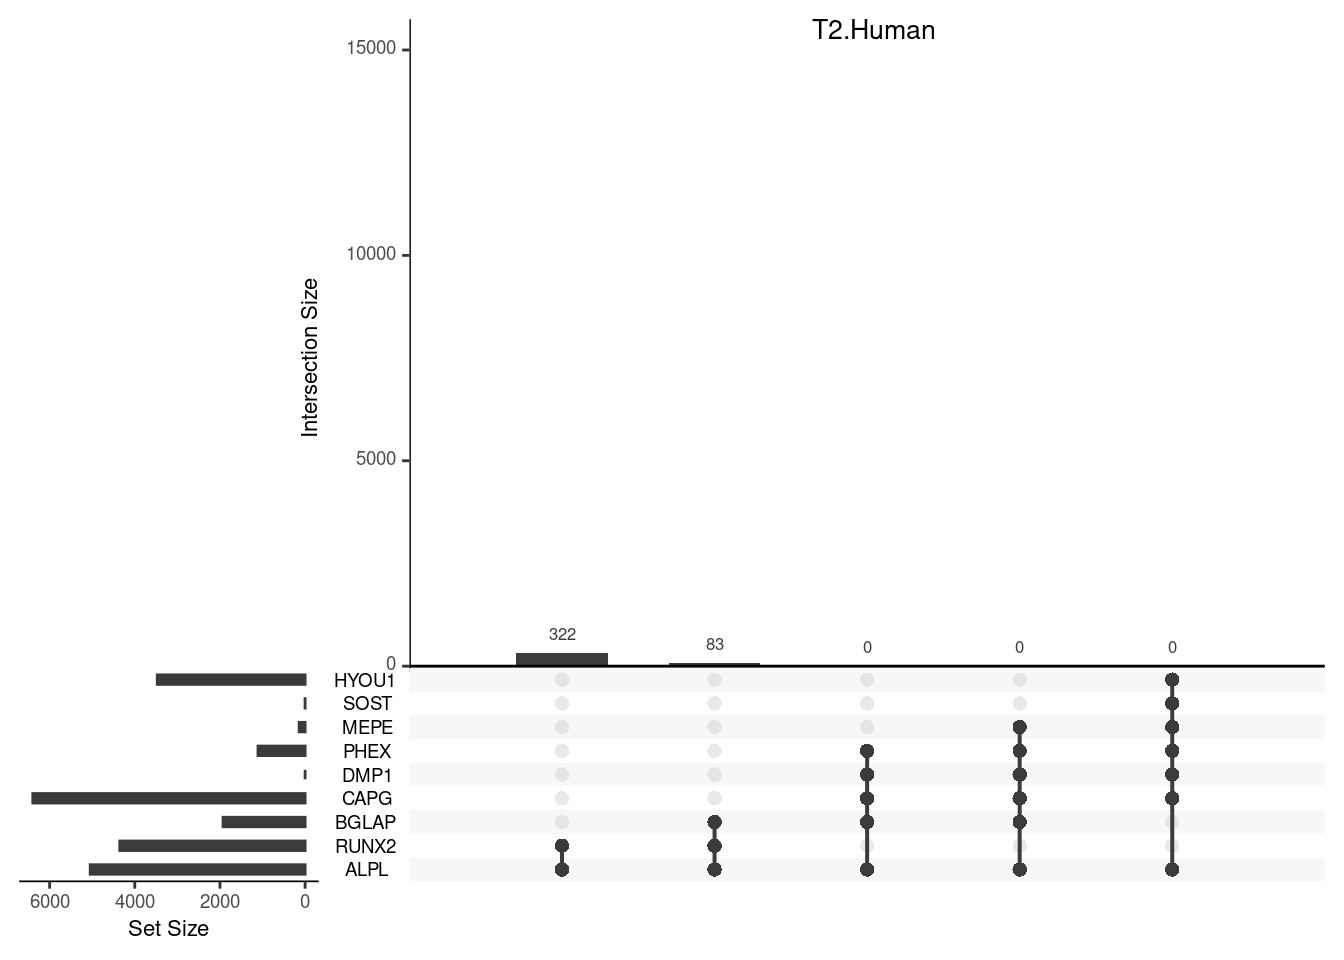 T2.Human
15000
10000
5000
0
Intersection Size
322
83
0
0
0
HYOU1
SOST
MEPE
PHEX
DMP1
CAPG
BGLAP
RUNX2
ALPL
6000 4000 2000 0
Set Size